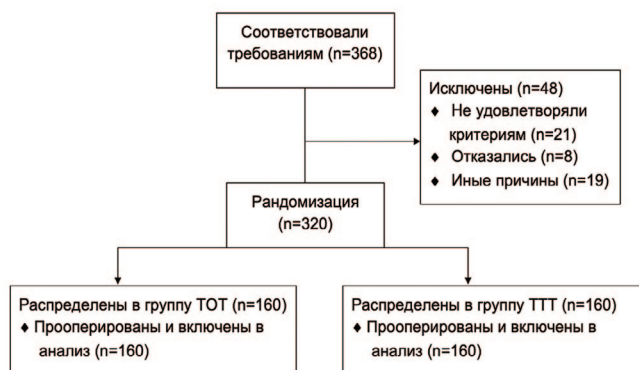 Соответствовали
требованиям (n=368)
Исключены (n=48)
♦ Не удовлетворяли
критериям (n=21)
♦ Отказались (n=8)
♦ Иные причины (n=19)
Рандомизация
(n=320)
Распределены в группу ТОТ (n=160)
♦ Прооперированы и включены в
анализ (n=160)
Распределены в группу ТТТ (n=160)
♦ Прооперированы и включены в
анализ (n=160)